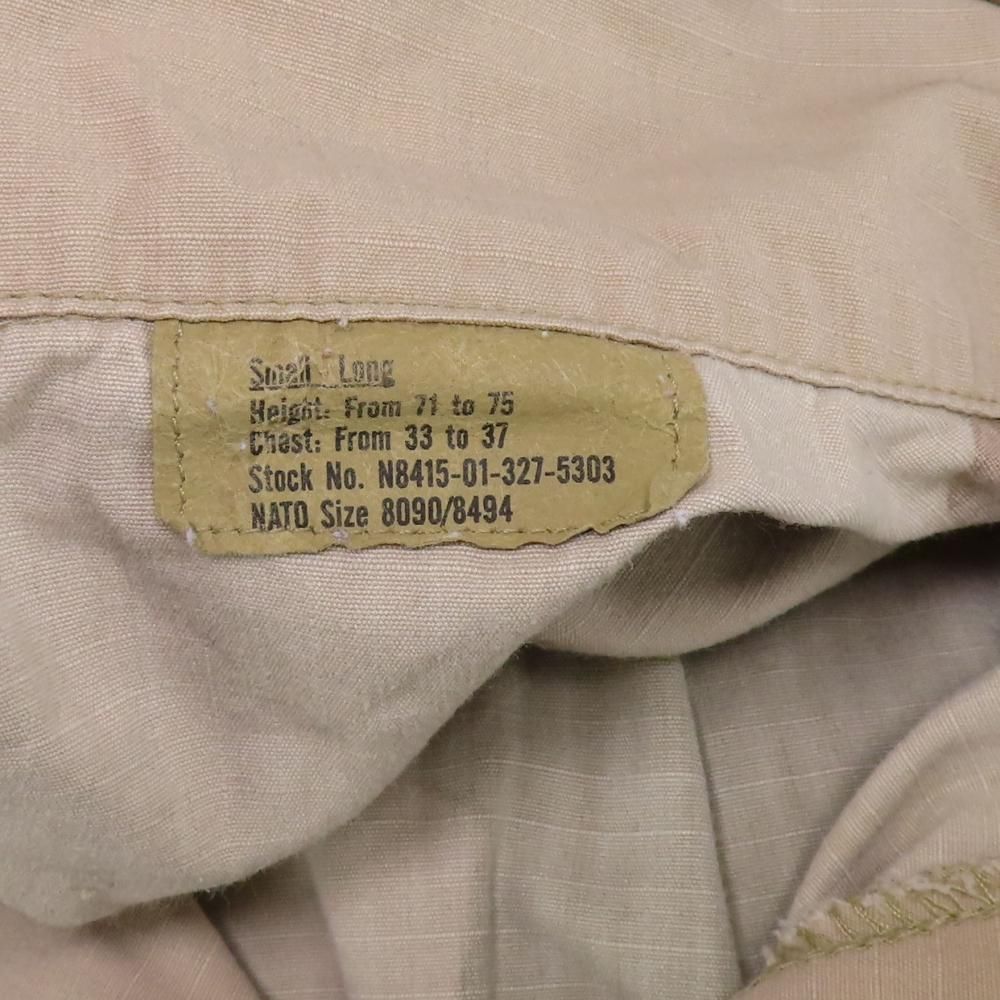 Small Long
Height: From 71 to 75
Chest: From 33 to 37
Stock No. N8415-01-327-5303
NATO Size 8090/8494